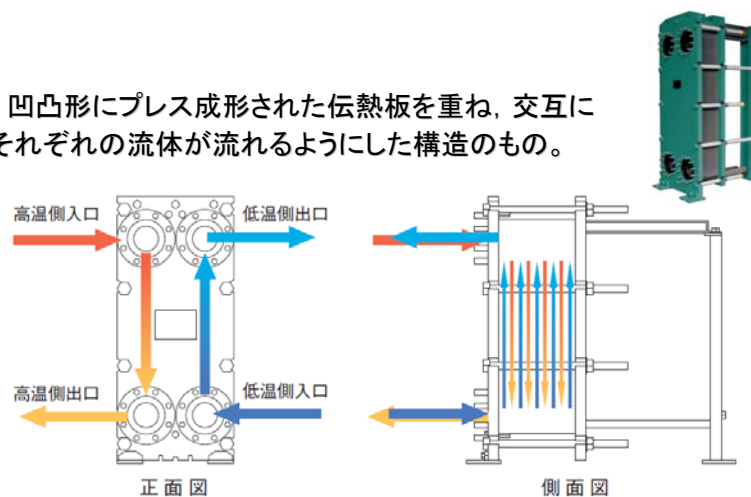 凹凸形にプレス成形された伝熱板を重ね，交互に
それぞれの流体が流れるようにした構造のもの。
高温側入口
低温側出口
高温側出口
低温側入口
正面図
側面図